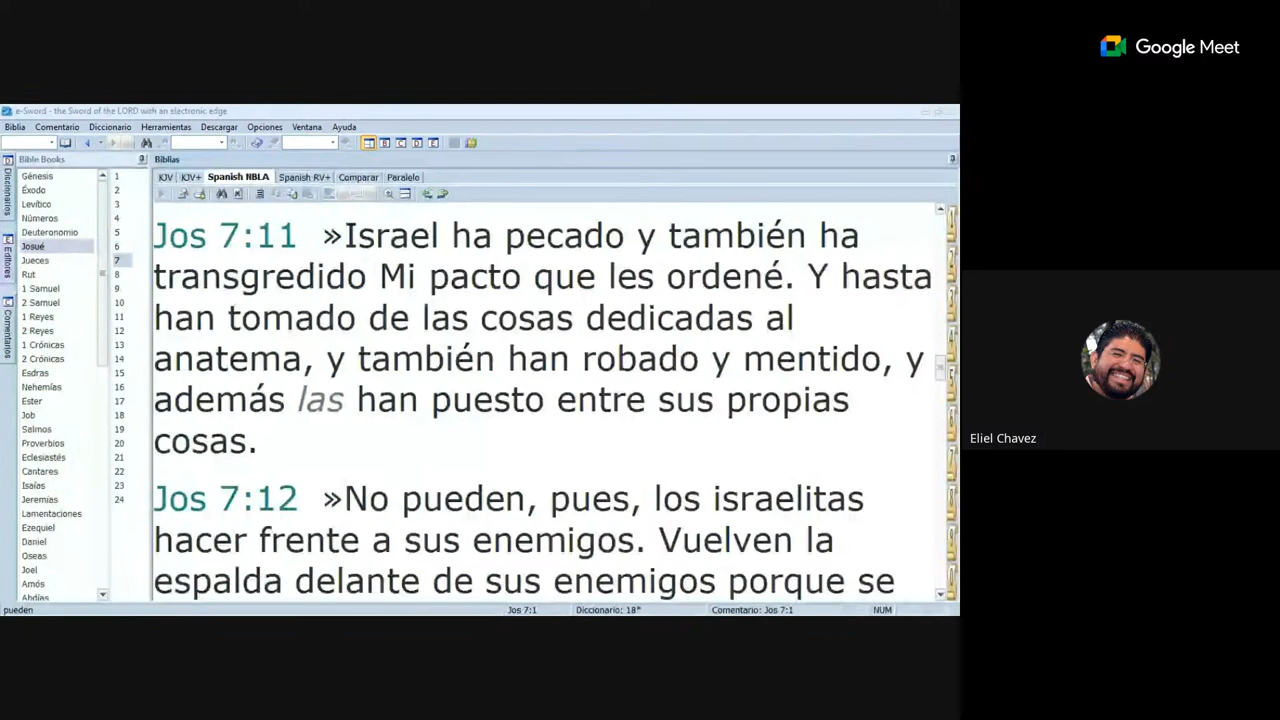 Google Meet
e-Sword - the Sword of the LORD with an electronic edge
Biblia Comentario Diccionario Herramientas Descargar Opciones Ventana Ayuda
B C D E
Bible Books
Biblias
KJV KJV+ Spanish NBLA Spanish RV+ Comparar Paralelo
Diccionarios
Editores
Comentarios
Génesis 1
Éxodo 2
Levítico 3
Números 4
Deuteronomio 5
Josué 6
Jueces 7
Rut 8
1 Samuel 9
2 Samuel 10
1 Reyes 11
2 Reyes 12
1 Crónicas 13
2 Crónicas 14
Esdras 15
Nehemías 16
Ester 17
Job 18
Salmos 19
Proverbios 20
Eclesiastés 21
Cantares 22
Isaías 23
Jeremías 24
Lamentaciones
Ezequiel
Daniel
Oseas
Joel
Amós
Abdías
Jos 7:11 »Israel ha pecado y también ha
transgredido Mi pacto que les ordené. Y hasta
han tomado de las cosas dedicadas al
anatema, y también han robado y mentido, y
además las han puesto entre sus propias
cosas.
Jos 7:12 »No pueden, pues, los israelitas
hacer frente a sus enemigos. Vuelven la
espalda delante de sus enemigos porque se
pueden
Jos 7:1
Diccionario: 18*
Comentario: Jos 7:1
NUM
Eliel Chavez